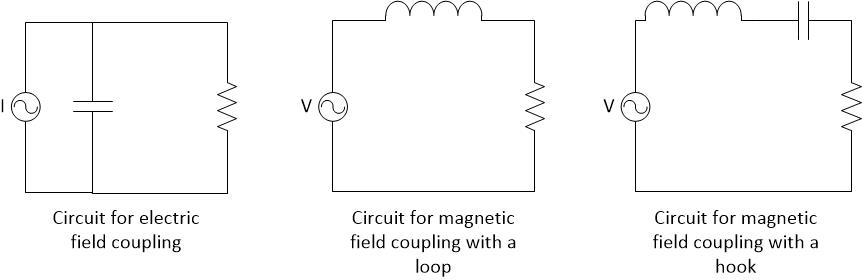 I
V
V
Circuit for electric
field coupling
Circuit for magnetic
field coupling with a
loop
Circuit for magnetic
field coupling with a
hook